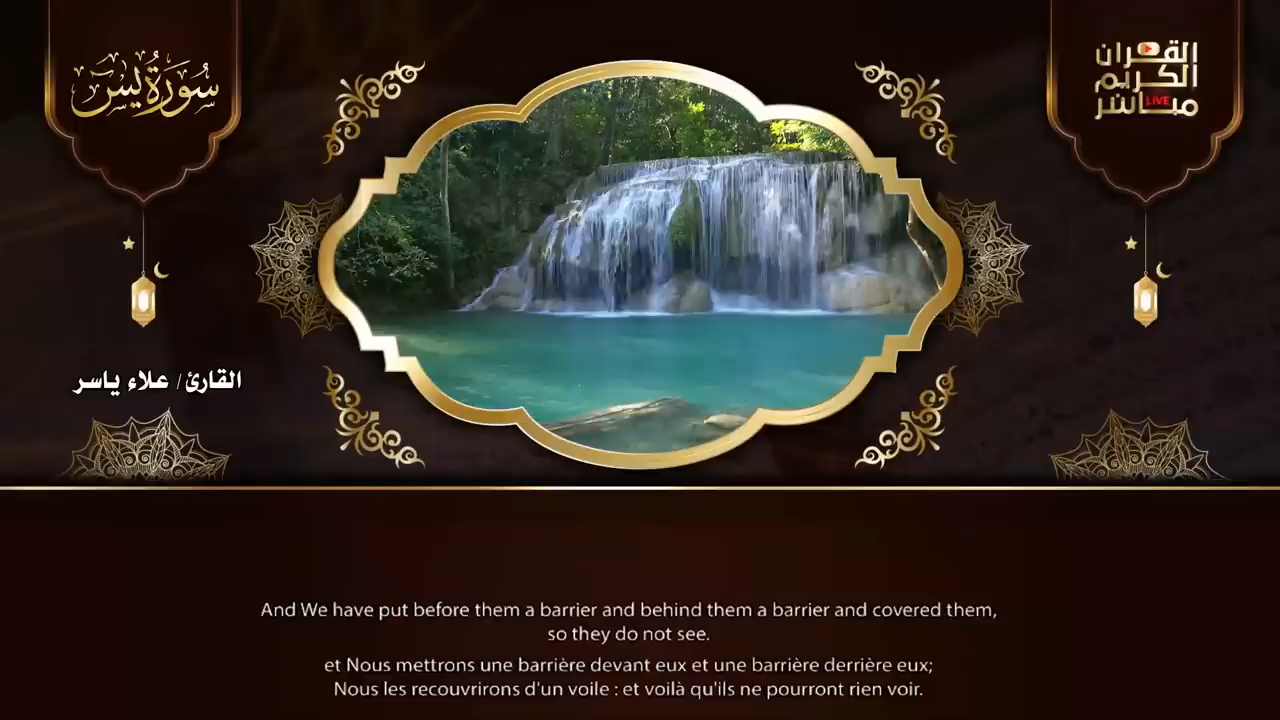 سُورَةُ يسٓ
القرآن
الكريم
مباشر
LIVE
القارئ/ علاء ياسر
And We have put before them a barrier and behind them a barrier and covered them,
so they do not see.
et Nous mettrons une barrière devant eux et une barrière derrière eux;
Nous les recouvrirons d'un voile : et voilà qu'ils ne pourront rien voir.